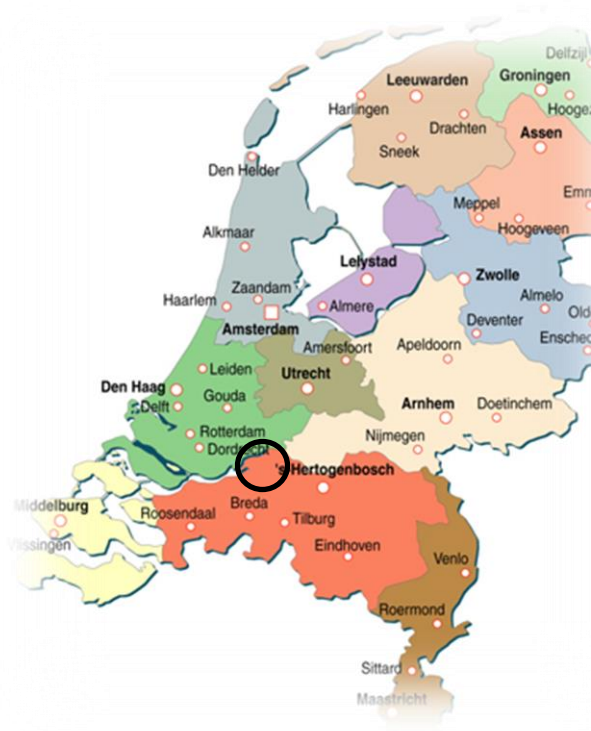 Delfzijl
Groningen
Leeuwarden
Harlingen
Hoogez
Drachten
Assen
Sneek
Den Helder
Emm
Meppel
Hoogeveen
Alkmaar
Lelystad
Zwolle
Zaandam
Haarlem
Almere
Almelo
Old
Amsterdam
Deventer
Ensched
Amersfoort
Apeldoorn
Leiden
Utrecht
Den Haag
Gouda
Delft
Arnhem
Doetinchem
Rotterdam
Nijmegen
Dordrecht
's Hertogenbosch
Middelburg
Roosendaal
Breda
Tilburg
Vlissingen
Eindhoven
Venlo
Roermond
Sittard
Maastricht